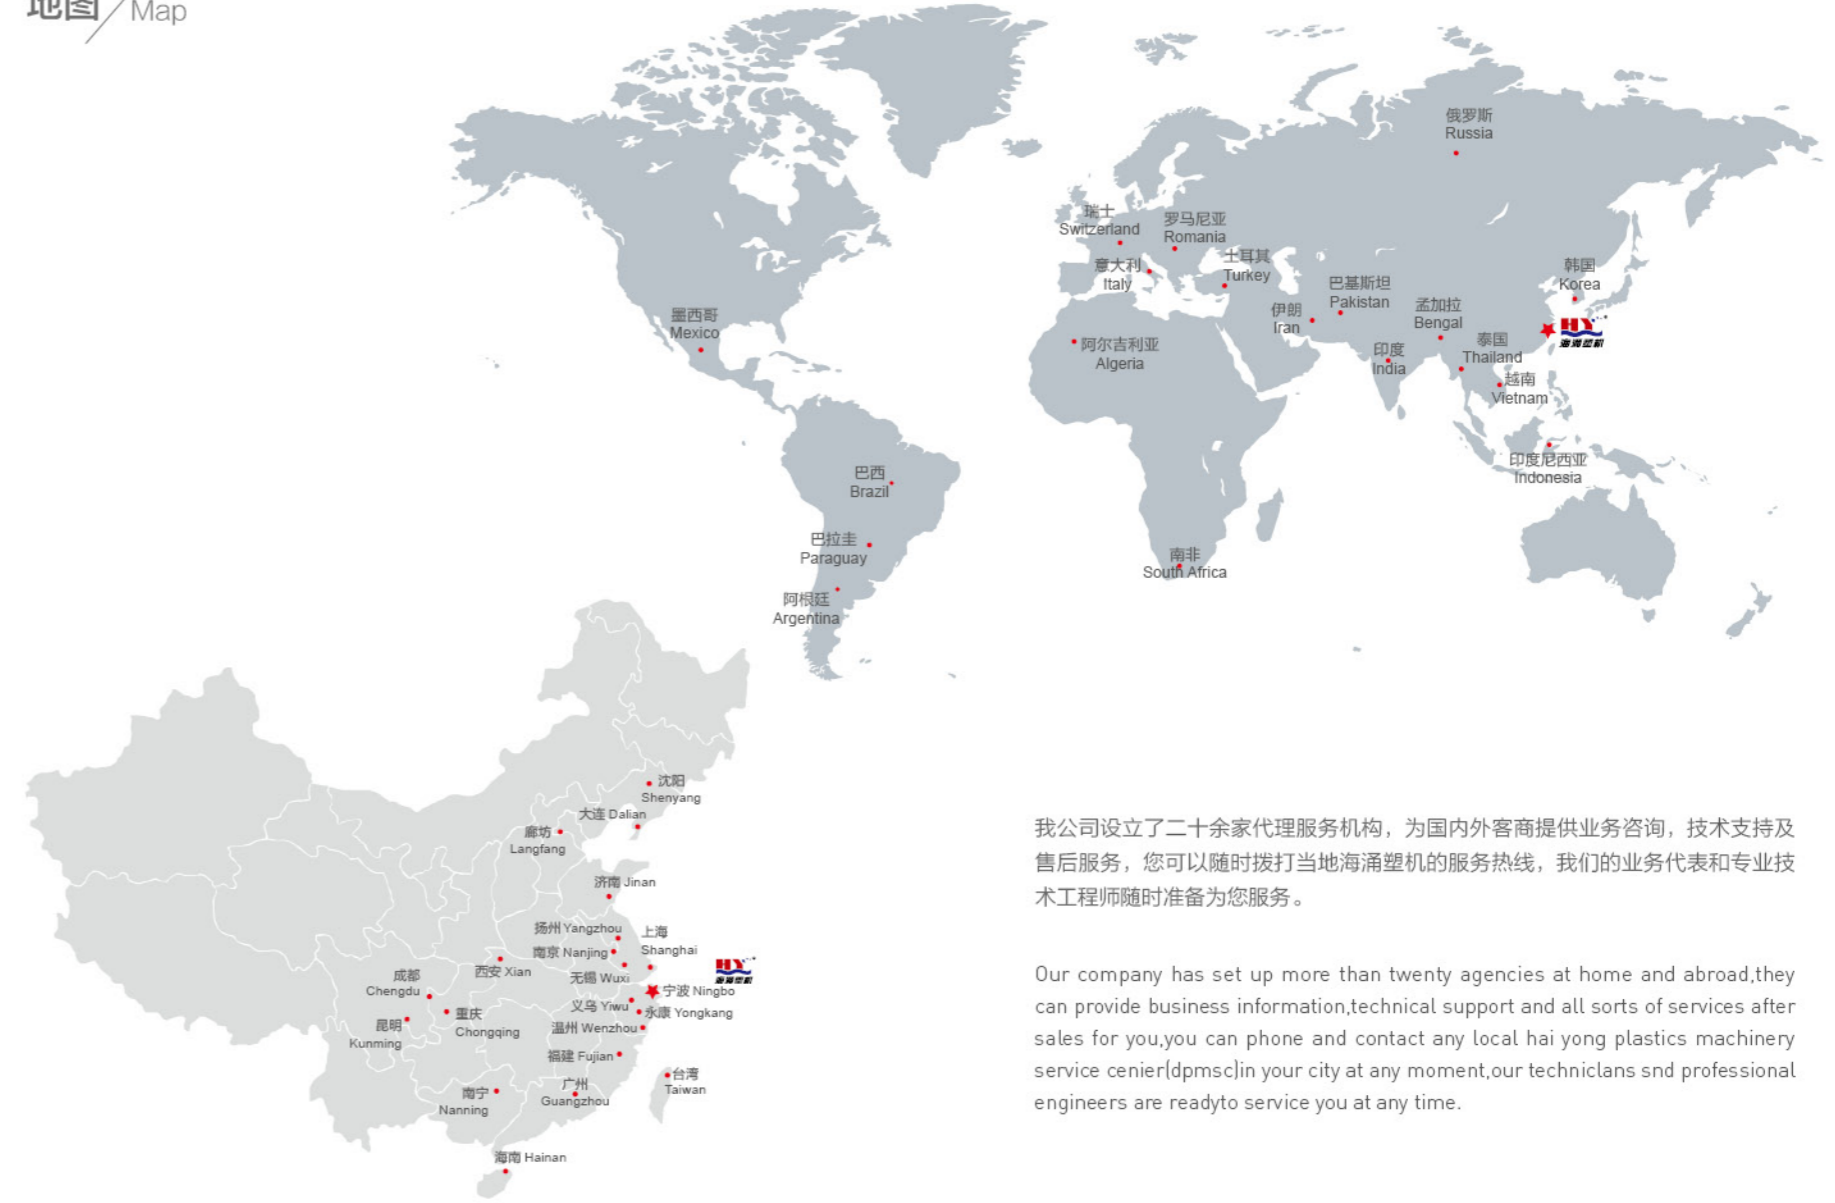 地图 Map
俄罗斯
Russia
瑞士
Switzerland
罗马尼亚
Romania
意大利
Italy
土耳其
Turkey
韩国
Korea
巴基斯坦
Pakistan
伊朗
Iran
孟加拉
Bengal
HY
海涌塑机
墨西哥
Mexico
阿尔吉利亚
Algeria
印度
India
泰国
Thailand
越南
Vietnam
巴西
Brazil
印度尼西亚
Indonesia
巴拉圭
Paraguay
南非
South Africa
阿根廷
Argentina
沈阳
Shenyang
大连 Dalian
廊坊
Langfang
济南 Jinan
扬州 Yangzhou
上海
Shanghai
南京 Nanjing
西安 Xian
无锡 Wuxi
HY
海涌塑机
成都
Chengdu
宁波 Ningbo
义乌 Yiwu
永康 Yongkang
重庆
Chongqing
昆明
Kunming
温州 Wenzhou
福建 Fujian
台湾
Taiwan
广州
Guangzhou
南宁
Nanning
海南 Hainan
我公司设立了二十余家代理服务机构，为国内外客商提供业务咨询，技术支持及
售后服务，您可以随时拨打当地海涌塑机的服务热线，我们的业务代表和专业技
术工程师随时准备为您服务。
Our company has set up more than twenty agencies at home and abroad,they
can provide business information,technical support and all sorts of services after
sales for you,you can phone and contact any local hai yong plastics machinery
service cenier(dpmsc)in your city at any moment,our techniclans snd professional
engineers are readyto service you at any time.